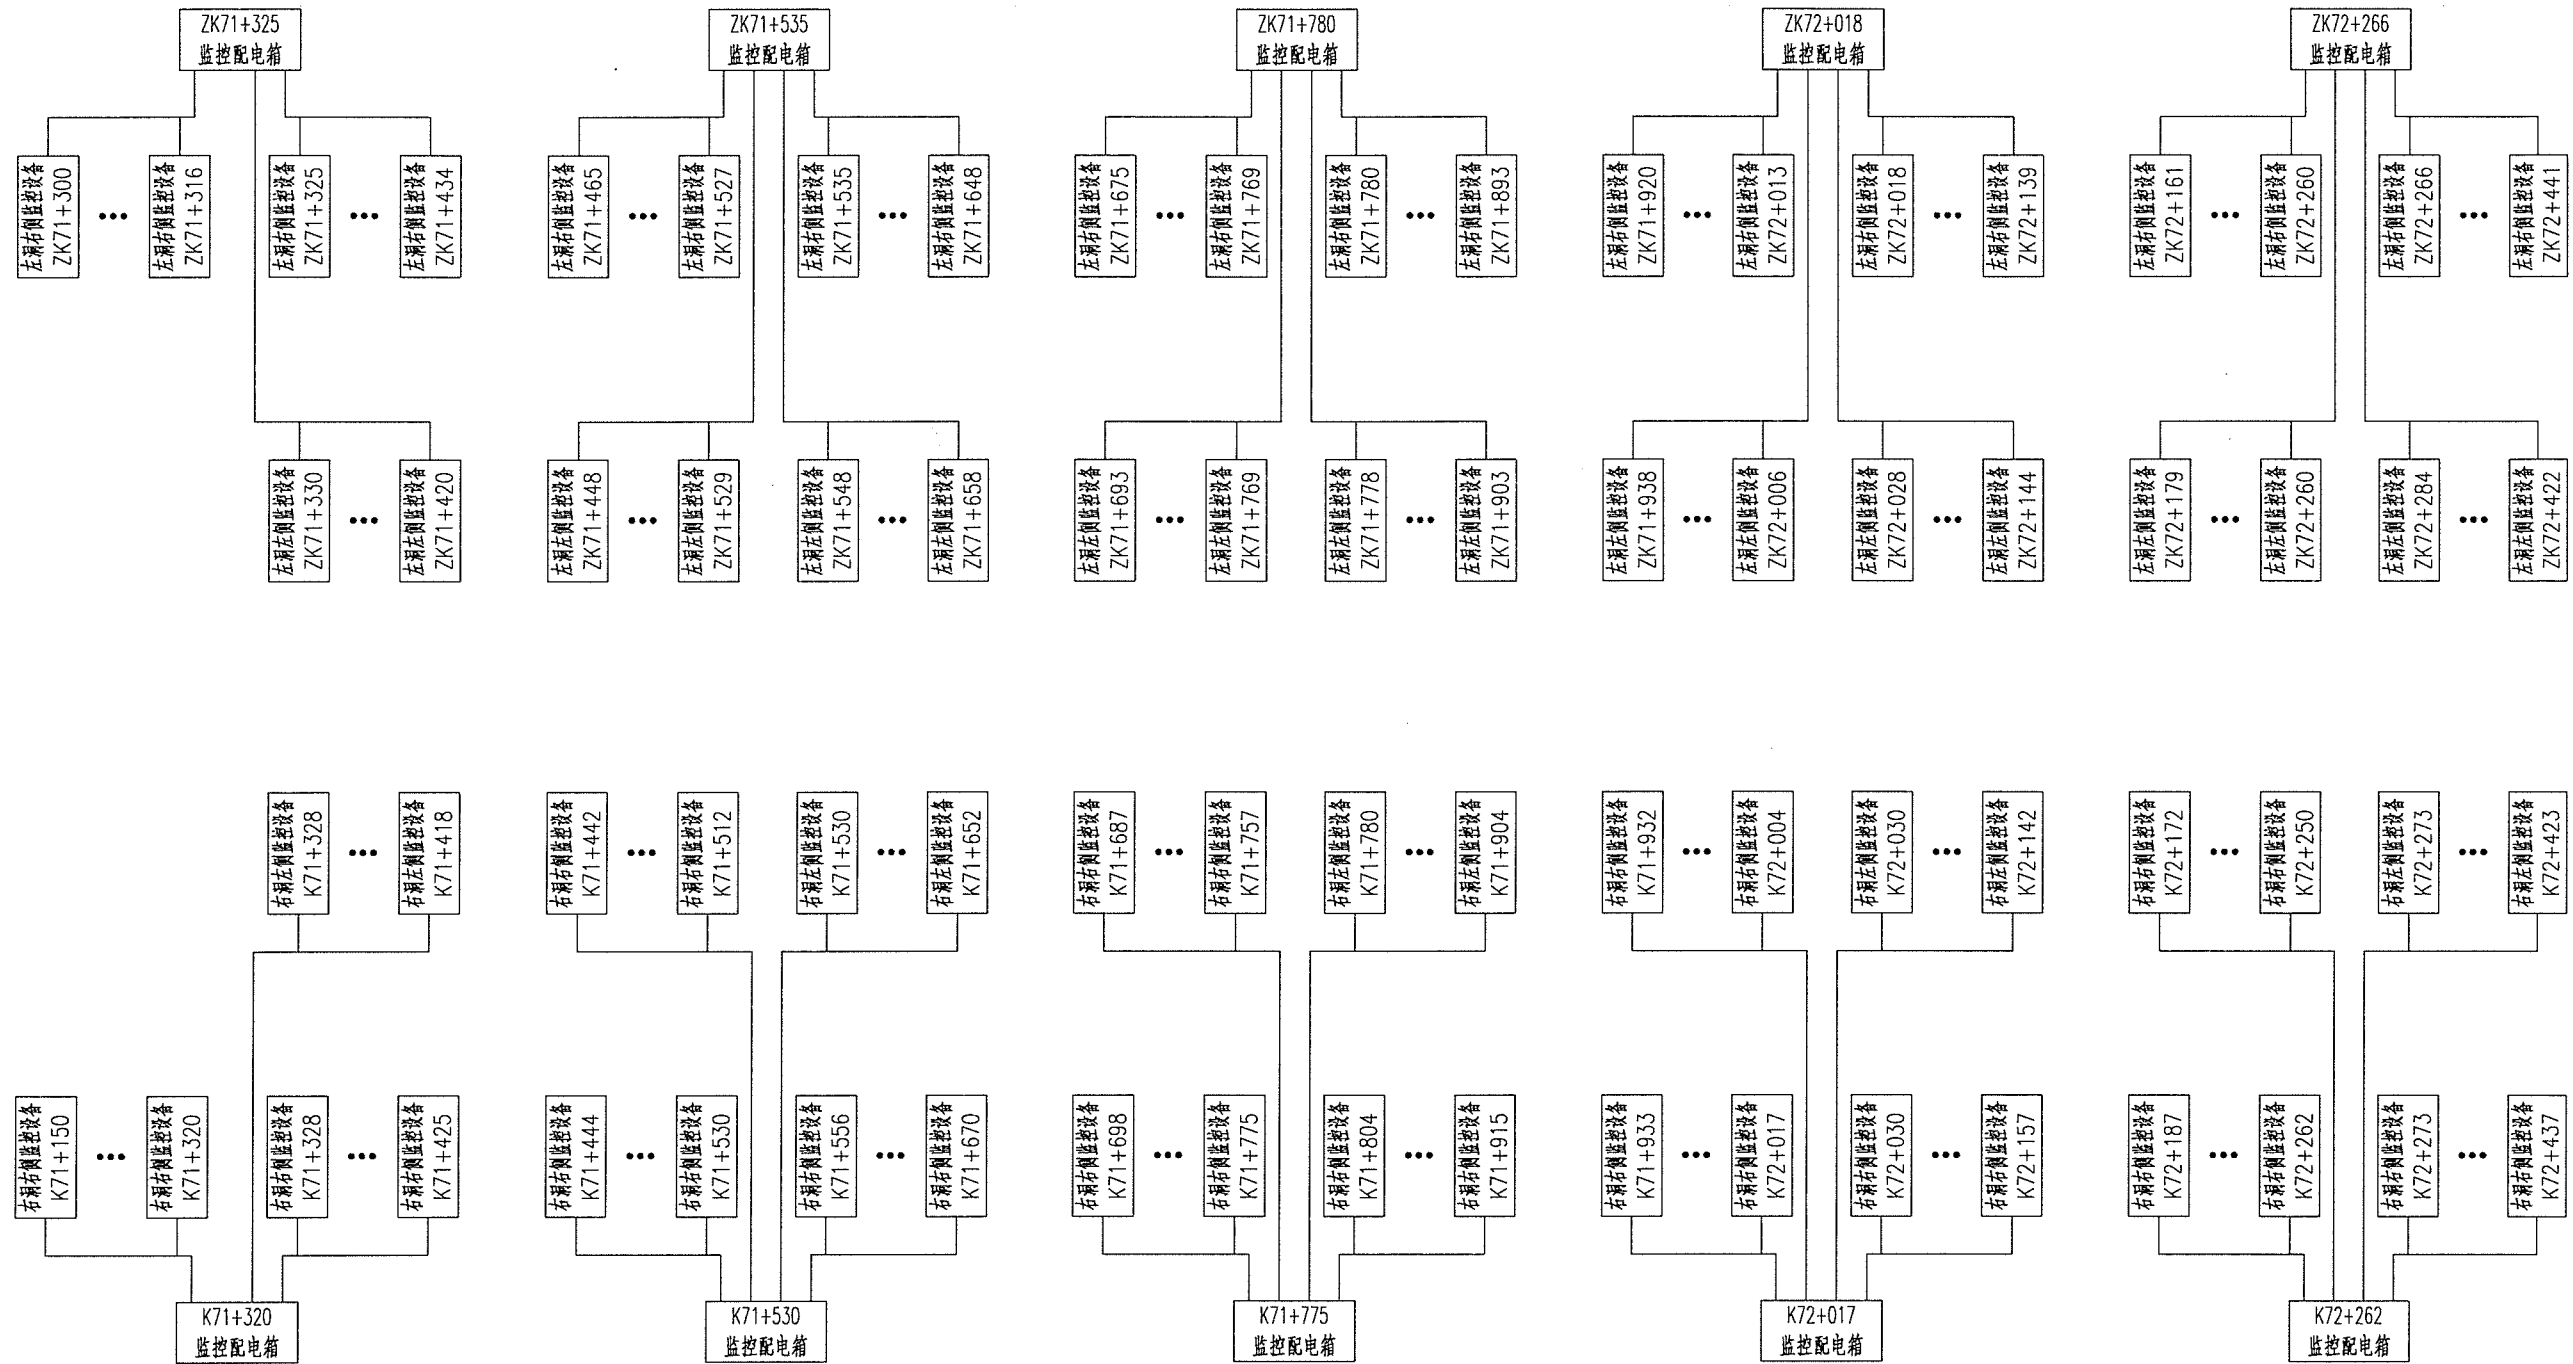 ZK71+325
监控配电箱
ZK71+535
监控配电箱
ZK71+780
监控配电箱
ZK72+018
监控配电箱
ZK72+266
监控配电箱
左洞右侧监控设备
ZK71+300
左洞右侧监控设备
ZK71+316
左洞右侧监控设备
ZK71+325
左洞右侧监控设备
ZK71+434
左洞右侧监控设备
ZK71+465
左洞右侧监控设备
ZK71+527
左洞右侧监控设备
ZK71+535
左洞右侧监控设备
ZK71+648
左洞右侧监控设备
ZK71+675
左洞右侧监控设备
ZK71+769
左洞右侧监控设备
ZK71+780
左洞右侧监控设备
ZK71+893
左洞右侧监控设备
ZK71+920
左洞右侧监控设备
ZK72+013
左洞右侧监控设备
ZK72+018
左洞右侧监控设备
ZK72+139
左洞右侧监控设备
ZK72+161
左洞右侧监控设备
ZK72+260
左洞右侧监控设备
ZK72+266
左洞右侧监控设备
ZK72+441
左洞左侧监控设备
ZK71+330
左洞左侧监控设备
ZK71+420
左洞左侧监控设备
ZK71+448
左洞左侧监控设备
ZK71+529
左洞左侧监控设备
ZK71+548
左洞左侧监控设备
ZK71+658
左洞左侧监控设备
ZK71+693
左洞左侧监控设备
ZK71+769
左洞左侧监控设备
ZK71+778
左洞左侧监控设备
ZK71+903
左洞左侧监控设备
ZK71+938
左洞左侧监控设备
ZK72+006
左洞左侧监控设备
ZK72+028
左洞左侧监控设备
ZK72+144
左洞左侧监控设备
ZK72+179
左洞左侧监控设备
ZK72+260
左洞左侧监控设备
ZK72+284
左洞左侧监控设备
ZK72+422
右洞左侧监控设备
K71+328
右洞左侧监控设备
K71+418
右洞右侧监控设备
K71+442
右洞右侧监控设备
K71+512
右洞左侧监控设备
K71+530
右洞左侧监控设备
K71+652
右洞右侧监控设备
K71+687
右洞右侧监控设备
K71+757
右洞左侧监控设备
K71+780
右洞左侧监控设备
K71+904
右洞右侧监控设备
K71+932
右洞左侧监控设备
K72+004
右洞右侧监控设备
K72+030
右洞左侧监控设备
K72+142
右洞左侧监控设备
K72+172
右洞左侧监控设备
K72+250
右洞左侧监控设备
K72+273
右洞左侧监控设备
K72+423
右洞右侧监控设备
K71+150
右洞右侧监控设备
K71+320
右洞右侧监控设备
K71+328
右洞右侧监控设备
K71+425
右洞右侧监控设备
K71+444
右洞右侧监控设备
K71+530
右洞右侧监控设备
K71+556
右洞右侧监控设备
K71+670
右洞右侧监控设备
K71+698
右洞右侧监控设备
K71+775
右洞右侧监控设备
K71+804
右洞右侧监控设备
K71+915
右洞右侧监控设备
K71+933
右洞右侧监控设备
K72+017
右洞右侧监控设备
K72+030
右洞右侧监控设备
K72+157
右洞右侧监控设备
K72+187
右洞右侧监控设备
K72+262
右洞右侧监控设备
K72+273
右洞右侧监控设备
K72+437
K71+320
监控配电箱
K71+530
监控配电箱
K71+775
监控配电箱
K72+017
监控配电箱
K72+262
监控配电箱